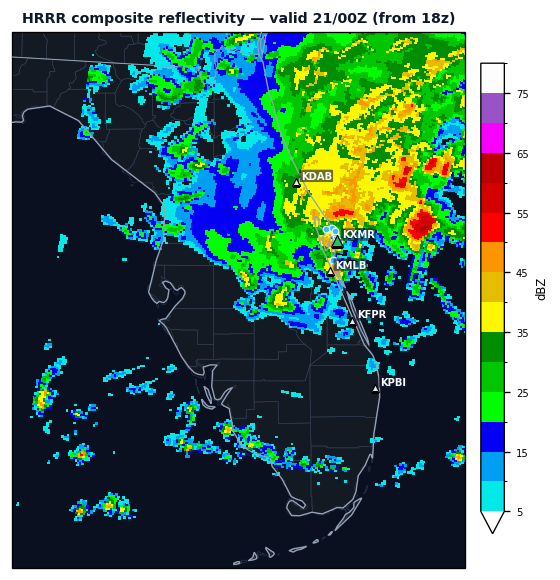 HRRR composite reflectivity — valid 21/00Z (from 18z)
75
65
55
45
35
25
15
5
dBZ
KDAB
KXMR
KMLB
KFPR
KPBI